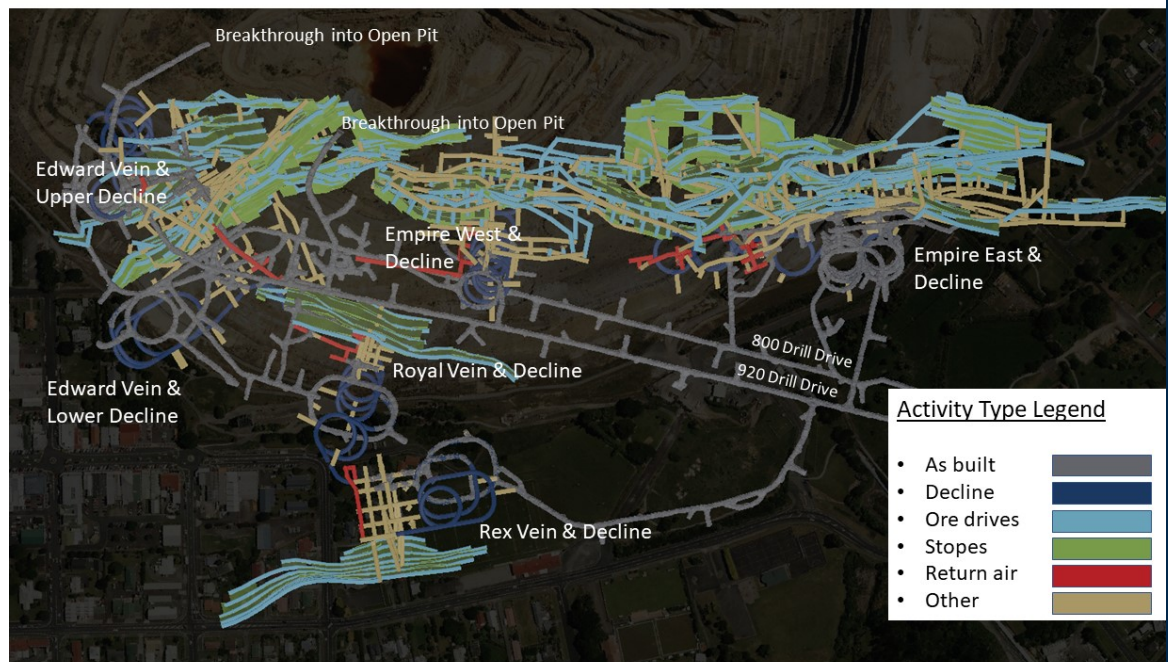 Breakthrough into Open Pit
Breakthrough into Open Pit
Edward Vein &
Upper Decline
Empire West &
Decline
Empire East &
Decline
800 Drill Drive
920 Drill Drive
Royal Vein & Decline
Edward Vein &
Lower Decline
Rex Vein & Decline
Activity Type Legend
• As built
• Decline
• Ore drives
• Stopes
• Return air
• Other